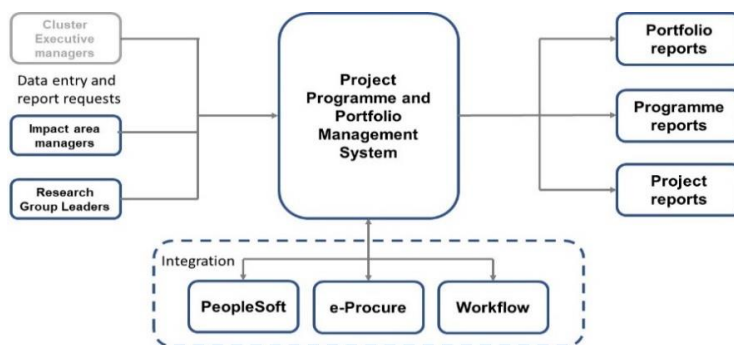 Cluster
Executive
managers
Data entry and
report requests
Impact area
managers
Research
Group Leaders
Project
Programme and
Portfolio
Management
System
Portfolio
reports
Programme
reports
Project
reports
Integration
PeopleSoft
e-Procure
Workflow